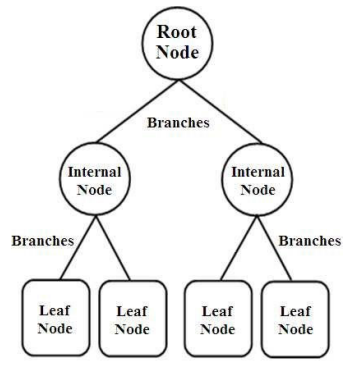 Root
Node
Branches
Internal
Node
Internal
Node
Branches
Branches
Leaf
Node
Leaf
Node
Leaf
Node
Leaf
Node